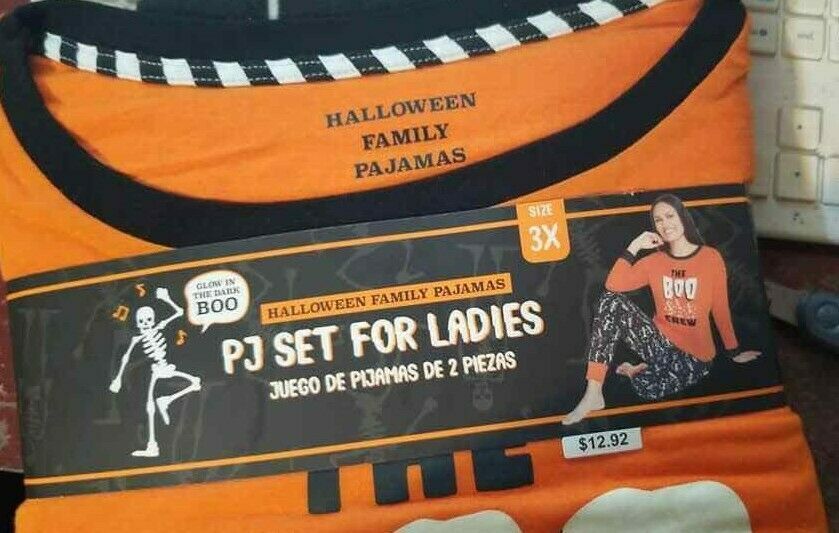 HALLOWEEN
FAMILY
PAJAMAS
SIZE
3X
GLOW IN
THE DARK
BOO
HALLOWEEN FAMILY PAJAMAS
PJ SET FOR LADIES
JUEGO DE PIJAMAS DE 2 PIEZAS
THE
BOO
CREW
$12.92
THE